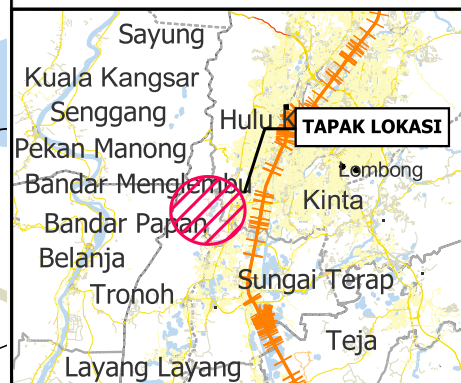 Sayung
Kuala Kangsar
Senggang
Hulu K
TAPAK LOKASI
Pekan Manong
Lombong
Bandar Menglembu
Kinta
Bandar Papan
Belanja
Sungai Terap
Tronoh
Teja
Layang Layang